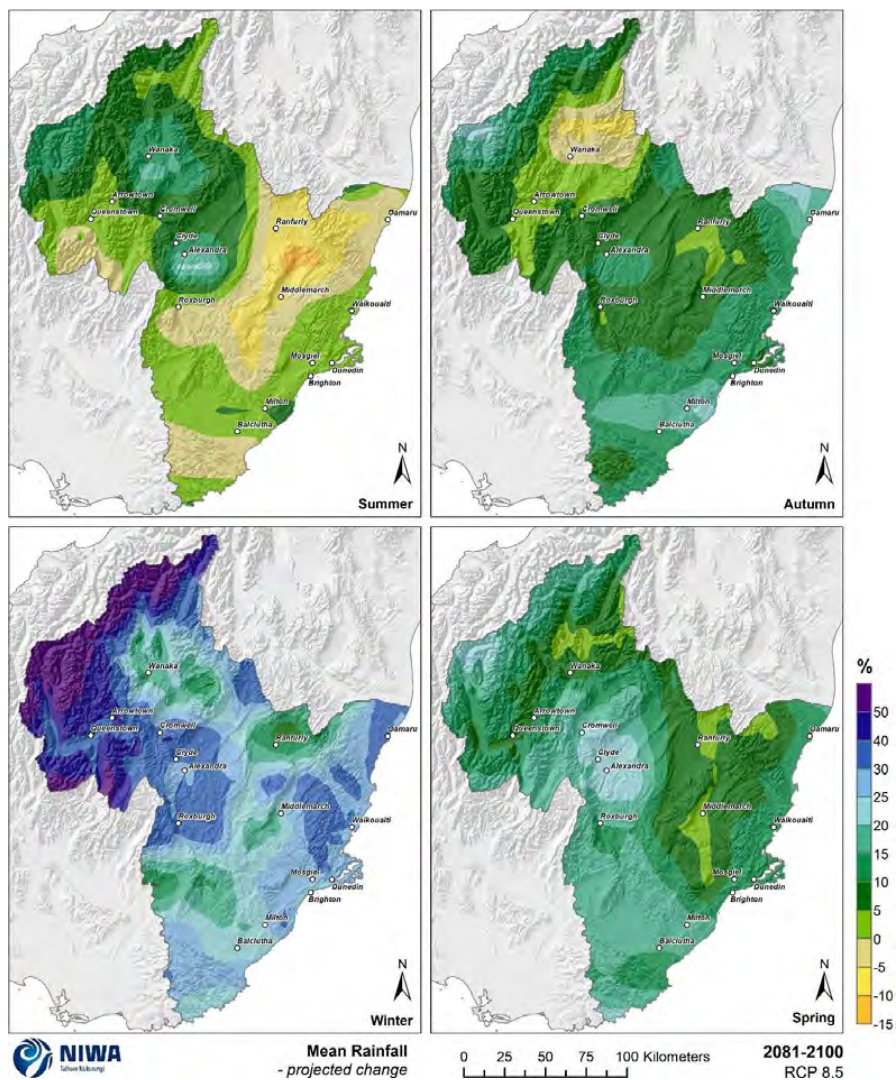 Wanaka
Arrowtown
Queenstown
Cromwell
Clyde
Alexandra
Ranfurly
Oamaru
Roxburgh
Middlemarch
Waikouaiti
Mosgiel
Dunedin
Brighton
Milton
Balclutha
N
Summer
Wanaka
Arrowtown
Queenstown
Cromwell
Clyde
Alexandra
Ranfurly
Oamaru
Roxburgh
Middlemarch
Waikouaiti
Mosgiel
Dunedin
Brighton
Milton
Balclutha
N
Autumn
Wanaka
Arrowtown
Queenstown
Cromwell
Clyde
Alexandra
Ranfurly
Oamaru
Roxburgh
Middlemarch
Waikouaiti
Mosgiel
Dunedin
Brighton
Milton
Balclutha
N
Winter
Wanaka
Arrowtown
Queenstown
Cromwell
Clyde
Alexandra
Ranfurly
Oamaru
Roxburgh
Middlemarch
Waikouaiti
Mosgiel
Dunedin
Brighton
Milton
Balclutha
N
Spring
%
50
40
30
25
20
15
10
5
0
-5
-10
-15
NIWA
Taihoro Nukurangi
Mean Rainfall
- projected change
0 25 50 75 100 Kilometers
2081-2100
RCP 8.5